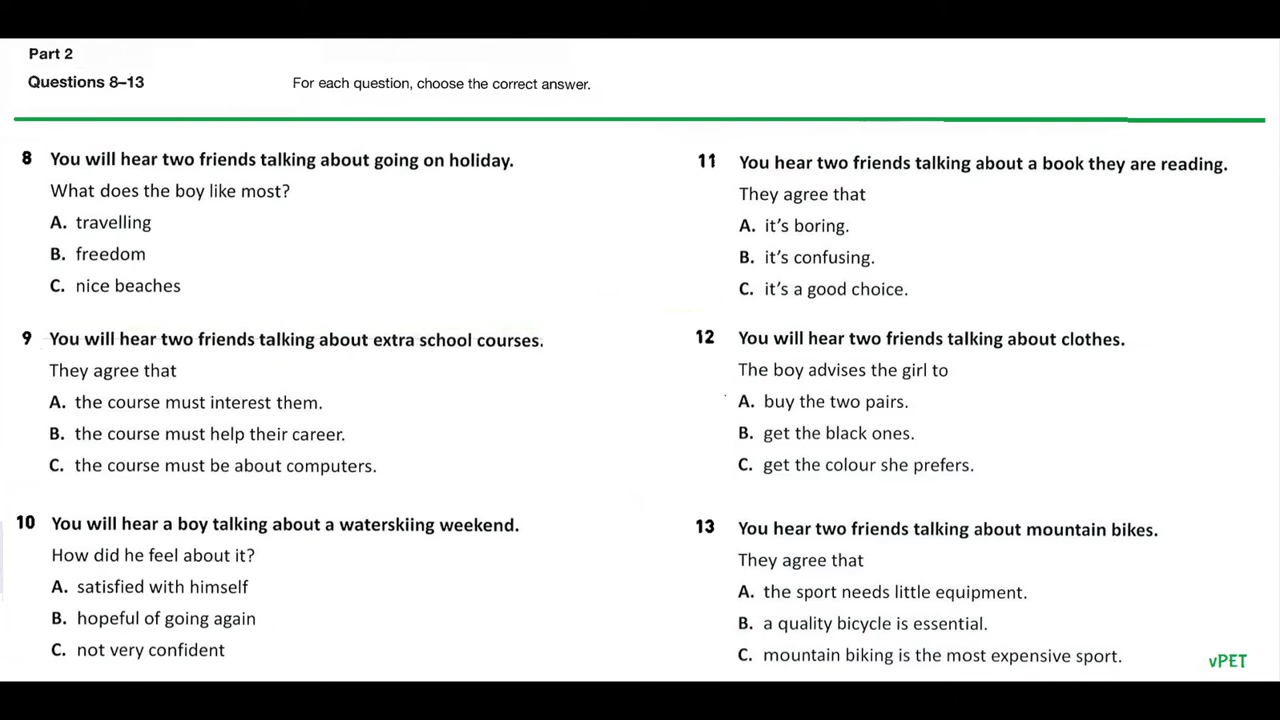 Part 2
Questions 8–13
For each question, choose the correct answer.
8 You will hear two friends talking about going on holiday.
What does the boy like most?
A. travelling
B. freedom
C. nice beaches
9 You will hear two friends talking about extra school courses.
They agree that
A. the course must interest them.
B. the course must help their career.
C. the course must be about computers.
10 You will hear a boy talking about a waterskiing weekend.
How did he feel about it?
A. satisfied with himself
B. hopeful of going again
C. not very confident
11 You hear two friends talking about a book they are reading.
They agree that
A. it’s boring.
B. it’s confusing.
C. it’s a good choice.
12 You will hear two friends talking about clothes.
The boy advises the girl to
A. buy the two pairs.
B. get the black ones.
C. get the colour she prefers.
13 You hear two friends talking about mountain bikes.
They agree that
A. the sport needs little equipment.
B. a quality bicycle is essential.
C. mountain biking is the most expensive sport.
vPET